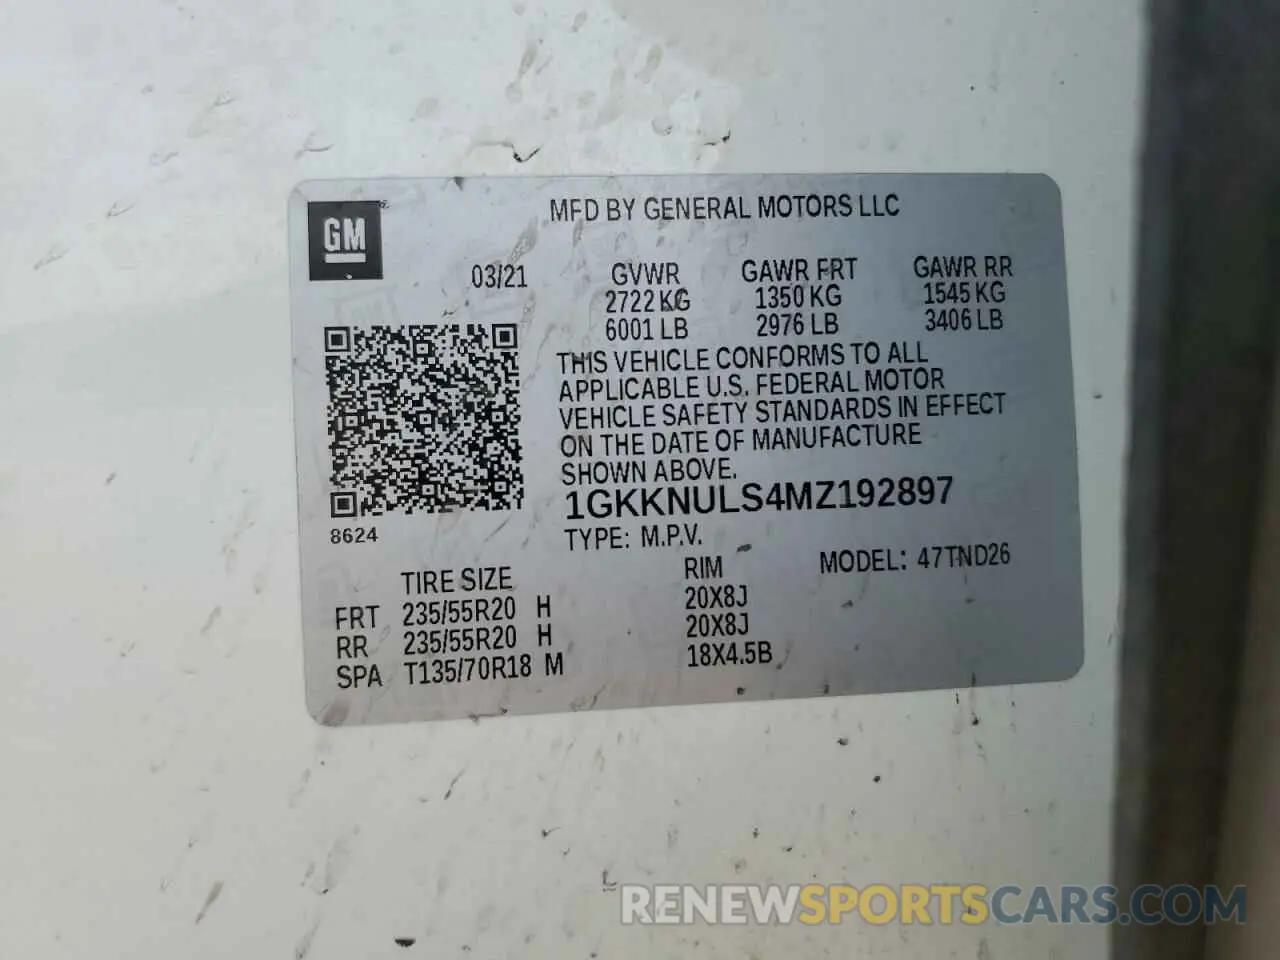 GM
MFD BY GENERAL MOTORS LLC
03/21 GVWR GAWR FRT GAWR RR
2722 KG 1350 KG 1545 KG
6001 LB 2976 LB 3406 LB
THIS VEHICLE CONFORMS TO ALL
APPLICABLE U.S. FEDERAL MOTOR
VEHICLE SAFETY STANDARDS IN EFFECT
ON THE DATE OF MANUFACTURE
SHOWN ABOVE.
1GKKNULS4MZ192897
8624
TYPE: M.P.V. MODEL: 47TND26
TIRE SIZE RIM
FRT 235/55R20 H 20X8J
RR 235/55R20 H 20X8J
SPA T135/70R18 M 18X4.5B
RENEWSPORTSCARS.COM